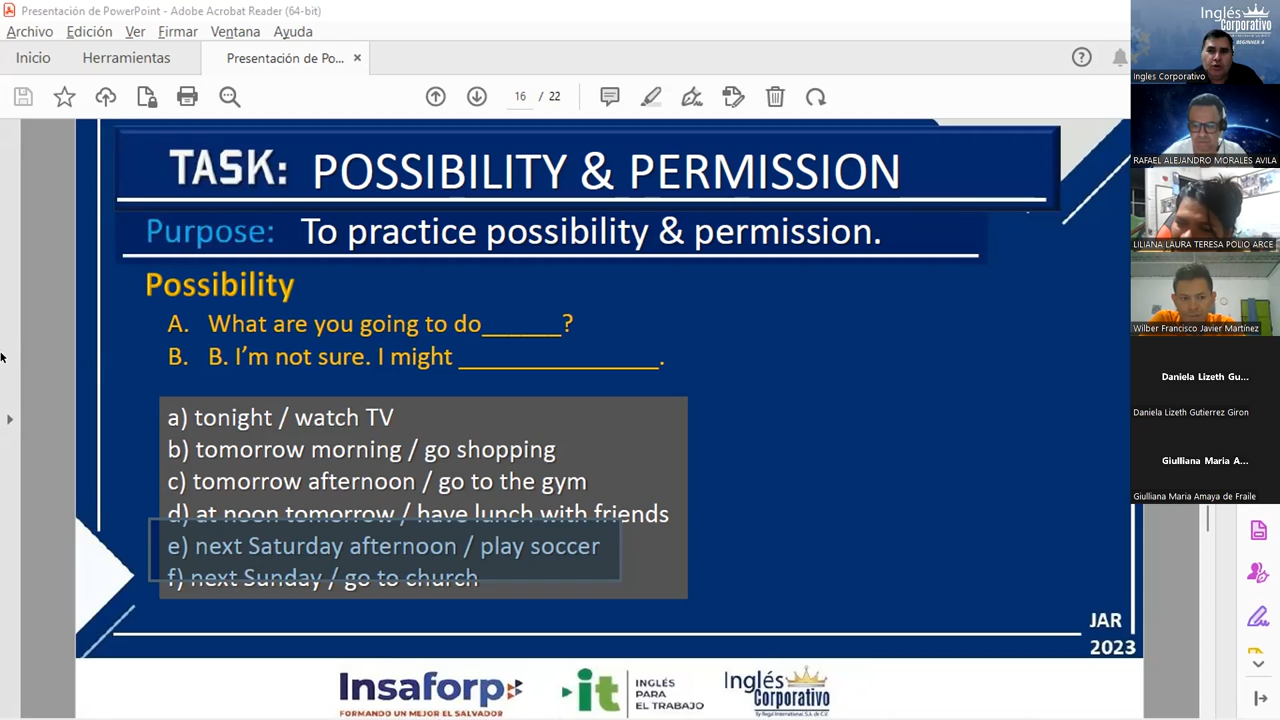 Presentación de PowerPoint - Adobe Acrobat Reader (64-bit)
Archivo Edición Ver Firmar Ventana Ayuda
Inicio Herramientas Presentación de Po... ×
16 / 22
TASK: POSSIBILITY & PERMISSION
Purpose: To practice possibility & permission.
Possibility
A. What are you going to do______?
B. B. I'm not sure. I might _______________.
a) tonight / watch TV
b) tomorrow morning / go shopping
c) tomorrow afternoon / go to the gym
d) at noon tomorrow / have lunch with friends
e) next Saturday afternoon / play soccer
f) next Sunday / go to church
JAR
2023
Insaforp
FORMANDO UN MEJOR EL SALVADOR
it
INGLÉS
PARA
EL TRABAJO
Inglés
Corporativo
Inglés
Corporativo
BEGINNER 4
Ingles Corporativo
RAFAEL ALEJANDRO MORALES AVILA
LILIANA LAURA TERESA POLIO ARCE
Wilber Francisco Javier Martínez
Daniela Lizeth Gu...
Daniela Lizeth Gutierrez Giron
Giulliana Maria A...
Giulliana Maria Amaya de Fraile